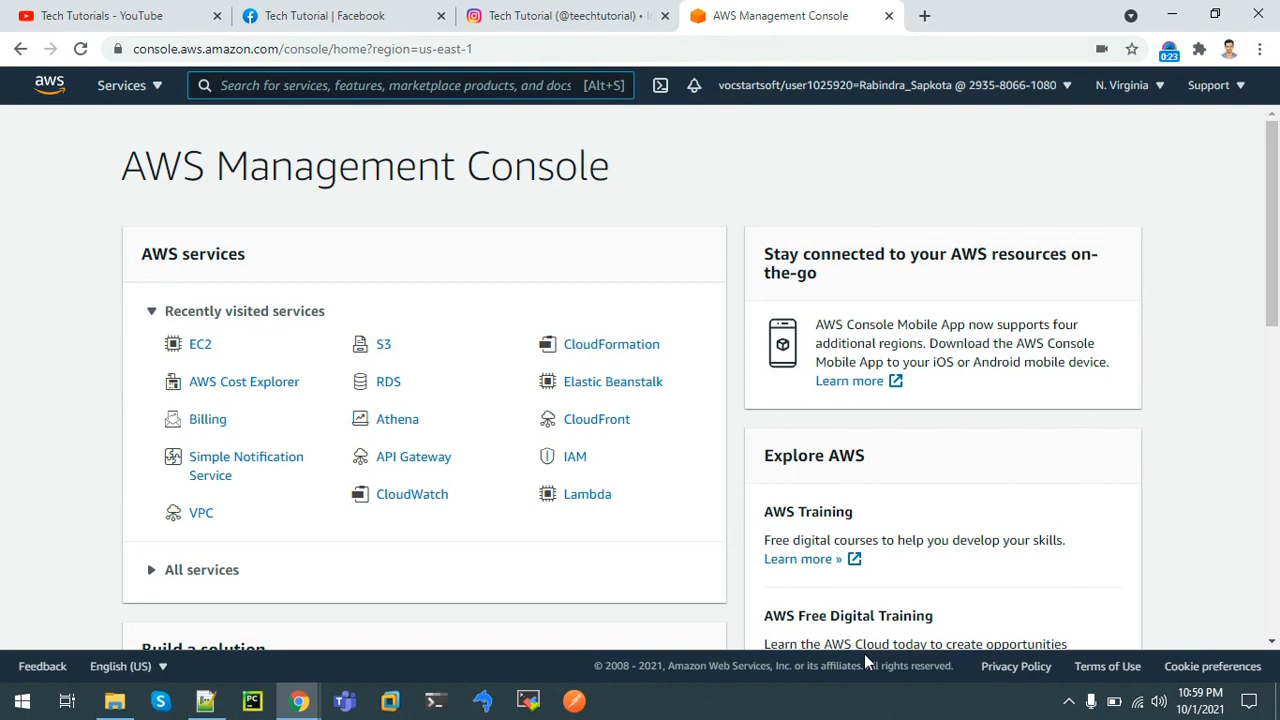 Tech Tutorials - YouTube
Tech Tutorial | Facebook
Tech Tutorial (@teechtutorial) • I
AWS Management Console
console.aws.amazon.com/console/home?region=us-east-1
0:23
aws
Services
Search for services, features, marketplace products, and docs [Alt+S]
vocstartsoft/user1025920=Rabindra_Sapkota @ 2935-8066-1080
N. Virginia
Support
AWS Management Console
AWS services
Recently visited services
EC2
S3
CloudFormation
AWS Cost Explorer
RDS
Elastic Beanstalk
Billing
Athena
CloudFront
Simple Notification
Service
API Gateway
IAM
CloudWatch
Lambda
VPC
All services
Build a solution
Stay connected to your AWS resources on-
the-go
AWS Console Mobile App now supports four
additional regions. Download the AWS Console
Mobile App to your iOS or Android mobile device.
Learn more
Explore AWS
AWS Training
Free digital courses to help you develop your skills.
Learn more »
AWS Free Digital Training
Learn the AWS Cloud today to create opportunities
Feedback
English (US)
© 2008 - 2021, Amazon Web Services, Inc. or its affiliates. All rights reserved.
Privacy Policy
Terms of Use
Cookie preferences
PC
10:59 PM
10/1/2021